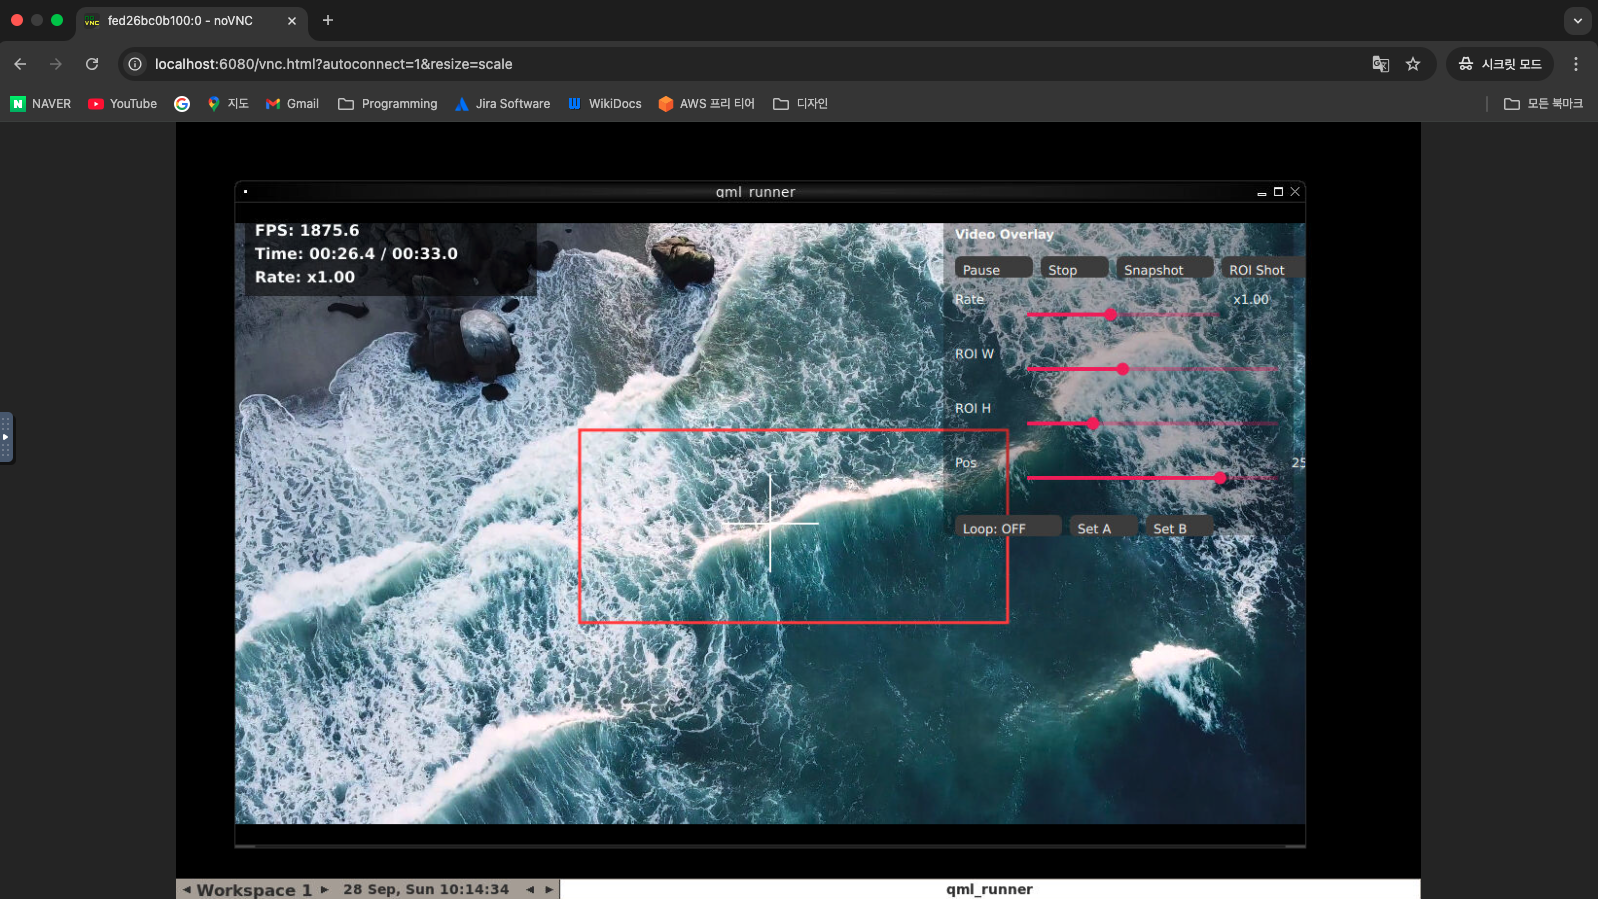 fed26bc0b100:0 - noVNC
localhost:6080/vnc.html?autoconnect=1&resize=scale
시크릿 모드
NAVER
YouTube
지도
Gmail
Programming
Jira Software
WikiDocs
AWS 프리 티어
디자인
모든 북마크
qml_runner
FPS: 1875.6
Time: 00:26.4 / 00:33.0
Rate: x1.00
Video Overlay
Pause Stop Snapshot ROI Shot
Rate x1.00
ROI W
ROI H
Pos 25
Loop: OFF Set A Set B
Workspace 1 28 Sep, Sun 10:14:34 qml_runner